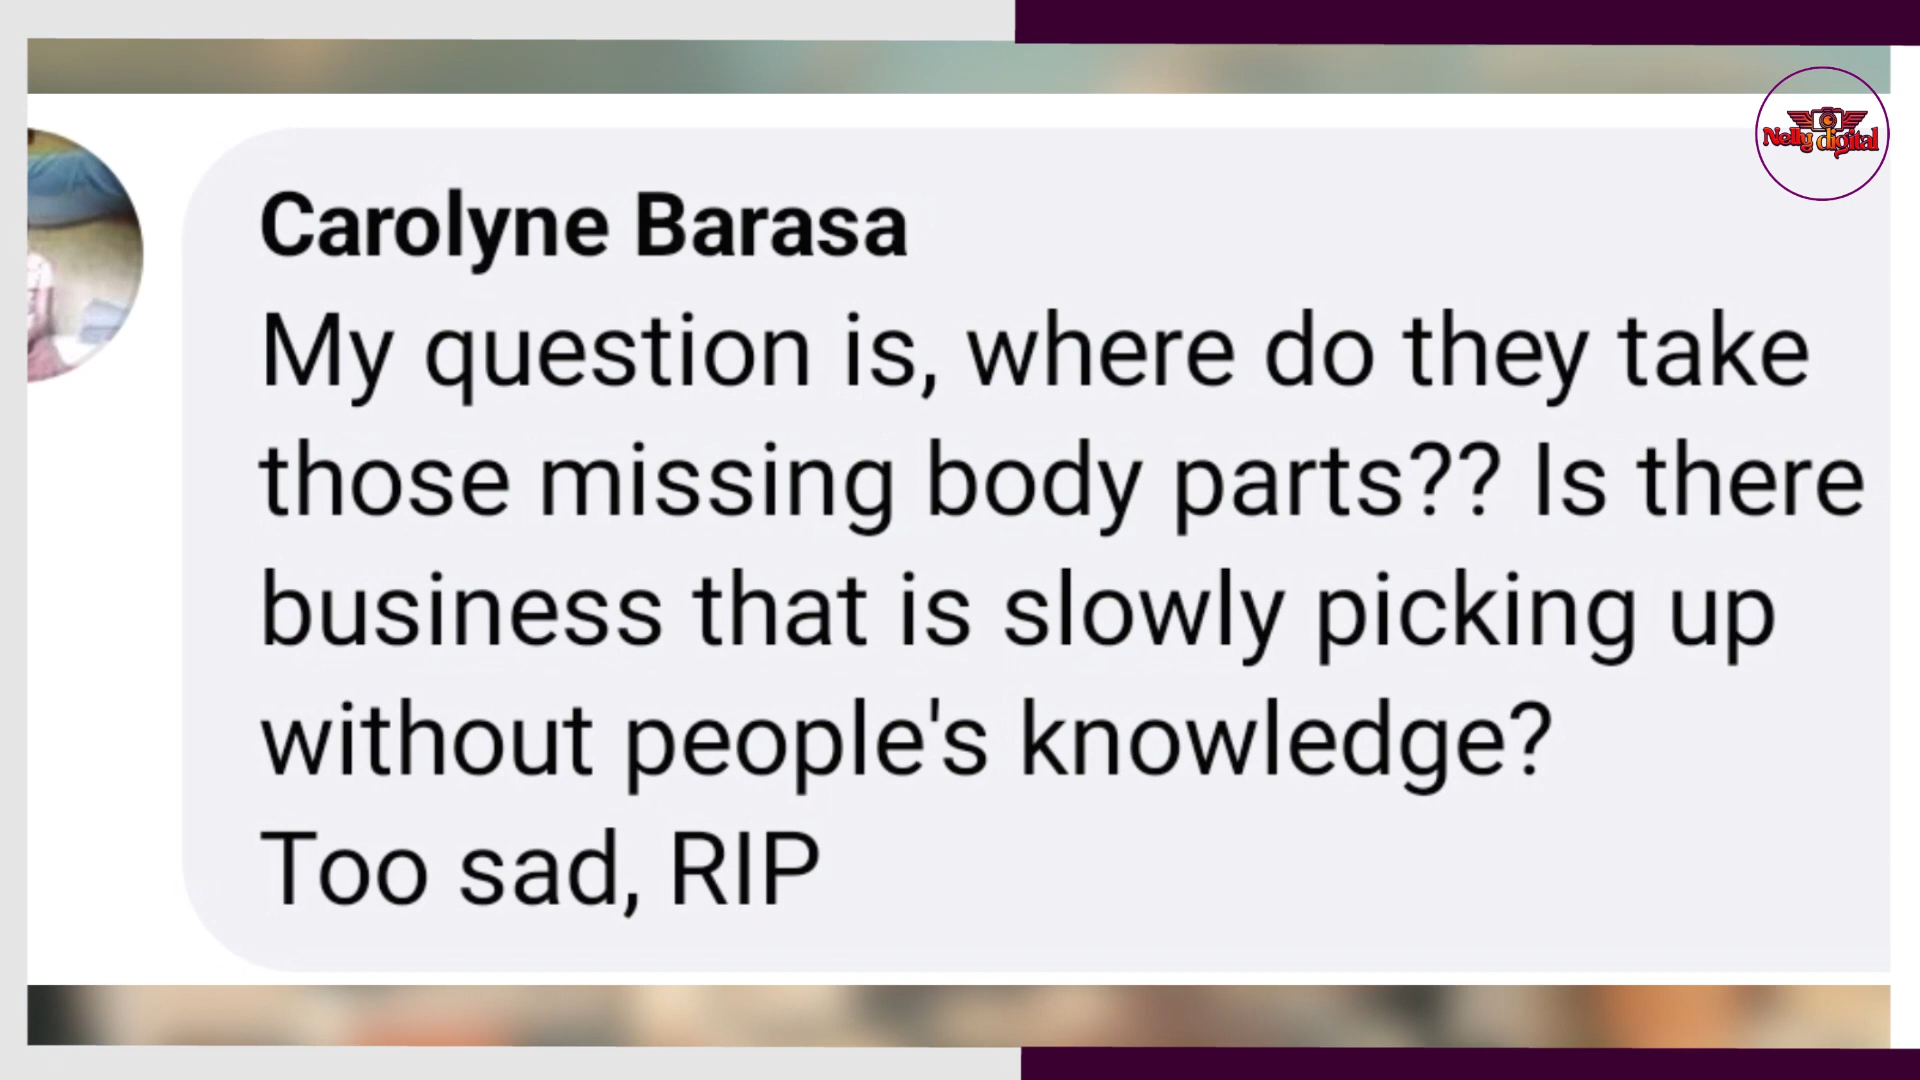 Nelly digital
Carolyne Barasa
My question is, where do they take
those missing body parts?? Is there
business that is slowly picking up
without people's knowledge?
Too sad, RIP